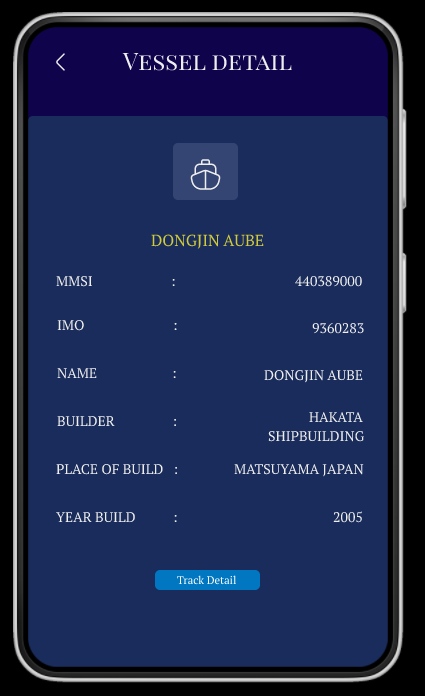 VESSEL DETAIL
DONGJIN AUBE
MMSI : 440389000
IMO : 9360283
NAME : DONGJIN AUBE
BUILDER : HAKATA
SHIPBUILDING
PLACE OF BUILD : MATSUYAMA JAPAN
YEAR BUILD : 2005
Track Detail